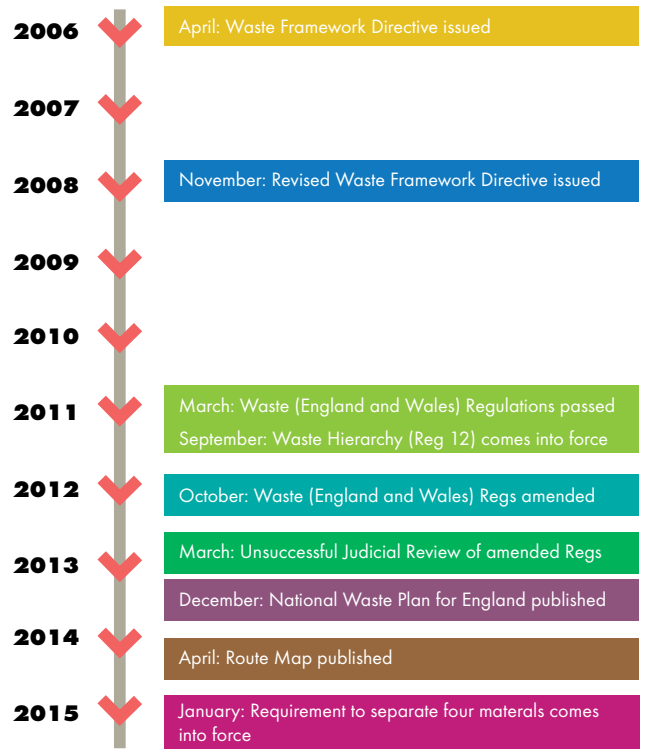 2006
April: Waste Framework Directive issued
2007
2008
November: Revised Waste Framework Directive issued
2009
2010
2011
March: Waste (England and Wales) Regulations passed
September: Waste Hierarchy (Reg 12) comes into force
2012
October: Waste (England and Wales) Regs amended
2013
March: Unsuccessful Judicial Review of amended Regs
December: National Waste Plan for England published
2014
April: Route Map published
2015
January: Requirement to separate four materals comes
into force